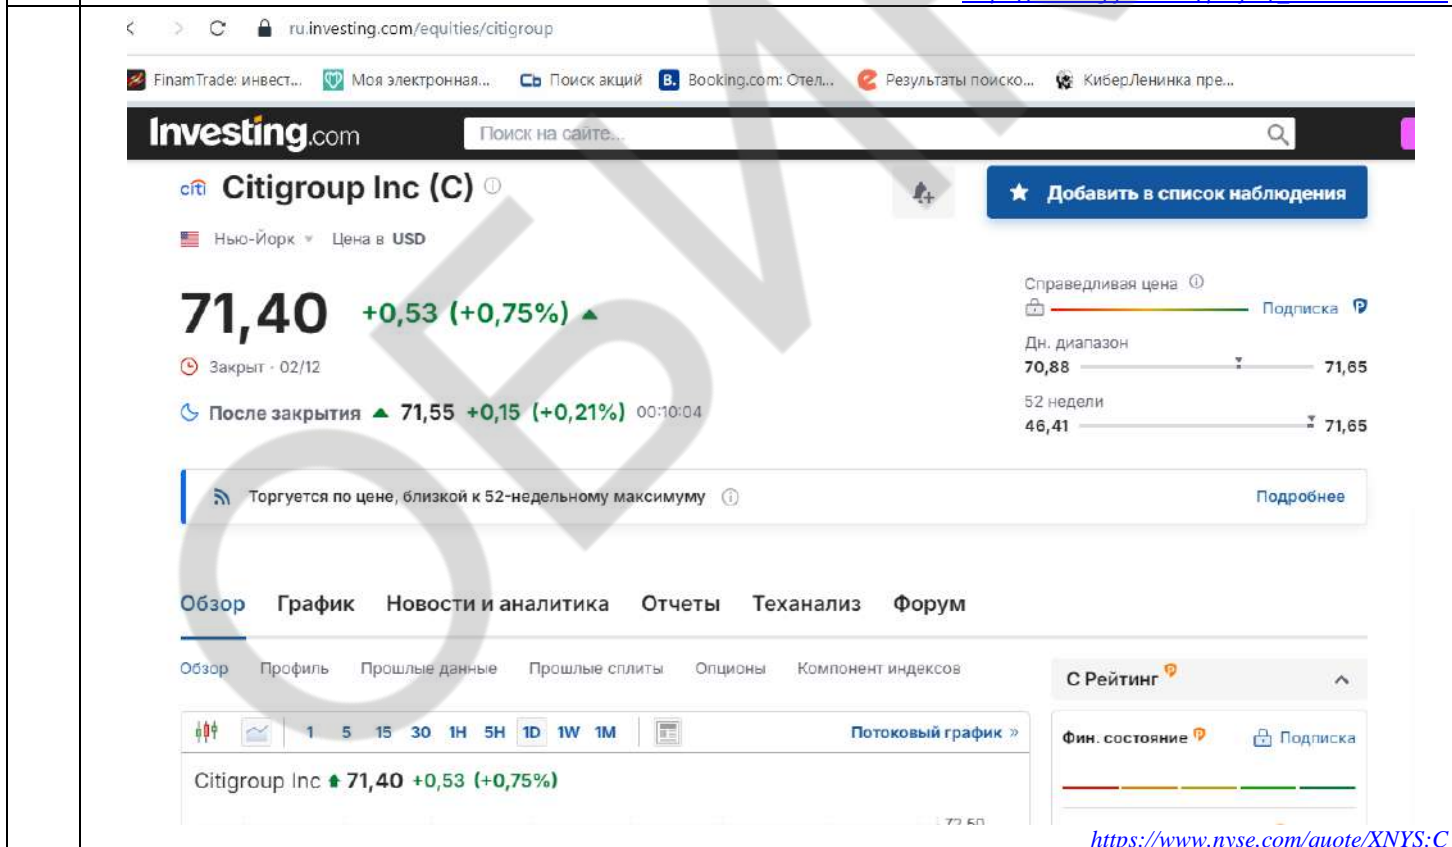 ru.investing.com/equities/citigroup
FinamTrade: инвест... Моя электронная... Поиск акций Booking.com: Отел... Результаты поиско... КиберЛенинка пре...
Investing.com Поиск на сайте...
citi Citigroup Inc (C) Добавить в список наблюдения
Нью-Йорк Цена в USD
71,40 +0,53 (+0,75%)
Закрыт · 02/12
После закрытия 71,55 +0,15 (+0,21%) 00:10:04
Справедливая цена
Подписка
Дн. диапазон
70,88 71,65
52 недели
46,41 71,65
Торгуется по цене, близкой к 52-недельному максимуму Подробнее
Обзор График Новости и аналитика Отчеты Теханализ Форум
Обзор Профиль Прошлые данные Прошлые сплиты Опционы Компонент индексов
1 5 15 30 1H 5H 1D 1W 1M Потоковый график »
Citigroup Inc 71,40 +0,53 (+0,75%)
C Рейтинг
Фин. состояние Подписка
https://www.nyse.com/quote/XNYS:C